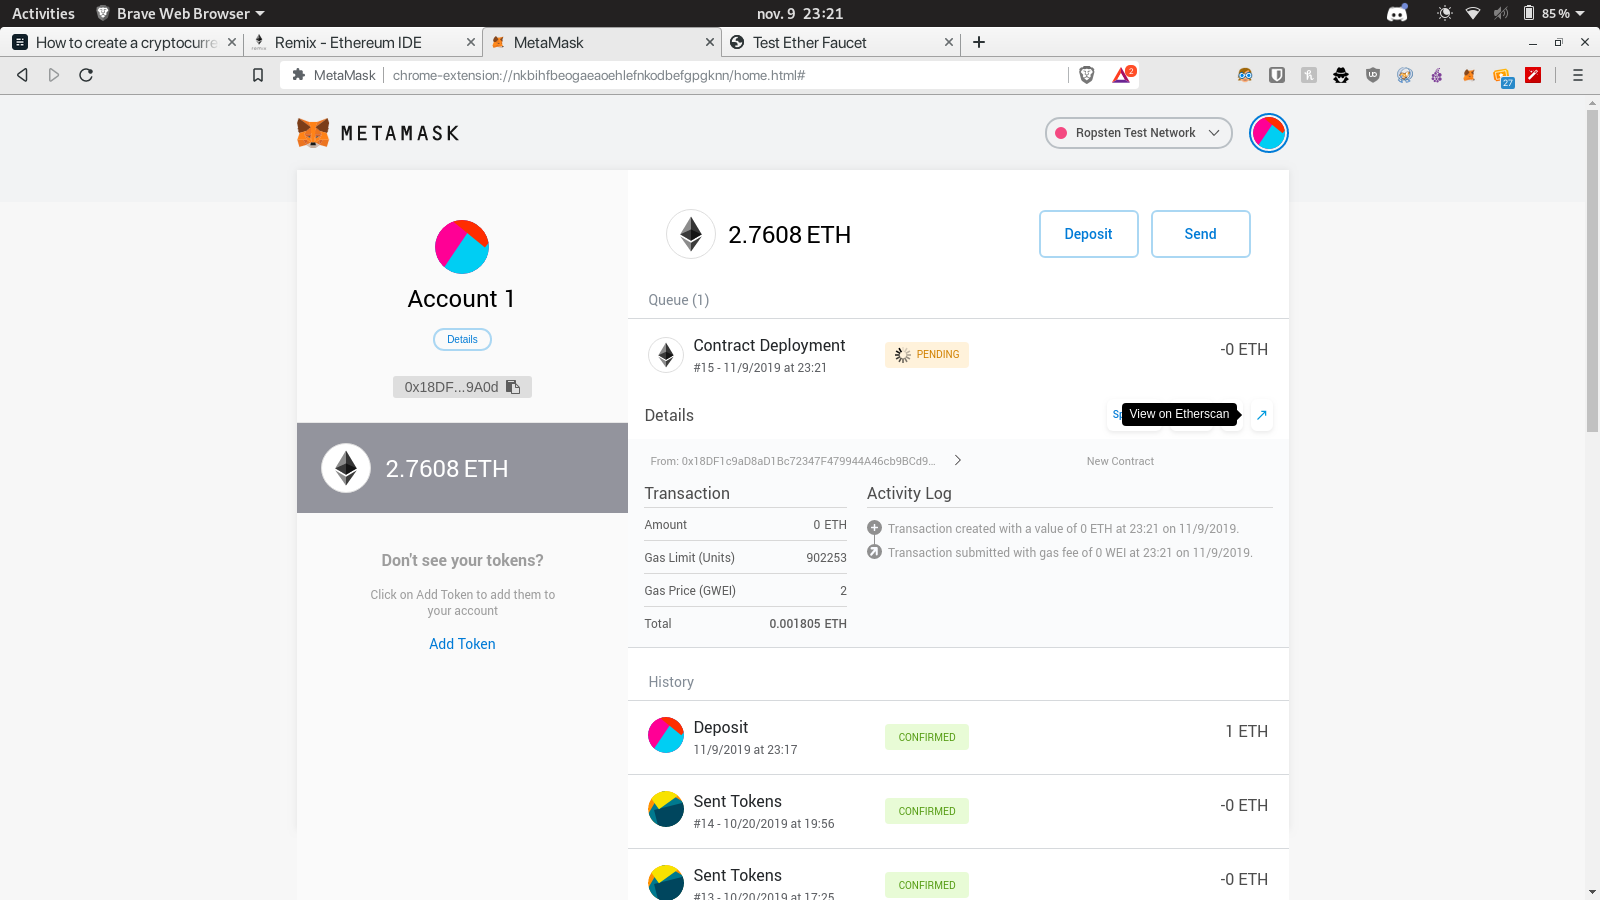 Activities
Brave Web Browser
nov. 9 23:21
85 %
How to create a cryptocurre
Remix - Ethereum IDE
MetaMask
Test Ether Faucet
MetaMask
chrome-extension://nkbihfbeogaeaoehlefnkodbefgpgknn/home.html#
2
27
METAMASK
Ropsten Test Network
Account 1
Details
0x18DF...9A0d
2.7608 ETH
Don't see your tokens?
Click on Add Token to add them to
your account
Add Token
2.7608 ETH
Deposit
Send
Queue (1)
Contract Deployment
#15 - 11/9/2019 at 23:21
PENDING
-0 ETH
Details
View on Etherscan
From: 0x18DF1c9aD8aD1Bc72347F479944A46cb9BCd9...
New Contract
Transaction
Amount 0 ETH
Gas Limit (Units) 902253
Gas Price (GWEI) 2
Total 0.001805 ETH
Activity Log
Transaction created with a value of 0 ETH at 23:21 on 11/9/2019.
Transaction submitted with gas fee of 0 WEI at 23:21 on 11/9/2019.
History
Deposit
11/9/2019 at 23:17
CONFIRMED
1 ETH
Sent Tokens
#14 - 10/20/2019 at 19:56
CONFIRMED
-0 ETH
Sent Tokens
#13 - 10/20/2019 at 17:25
CONFIRMED
-0 ETH